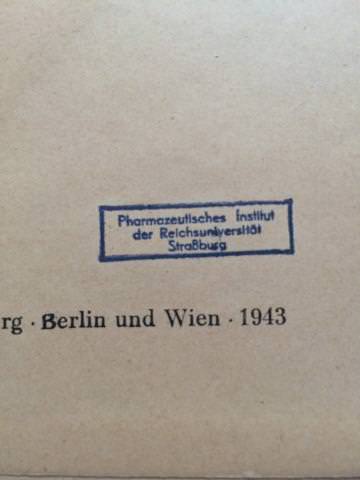 Pharmazeutisches Institut
der Reichsuniversität
Straßburg
rg · Berlin und Wien · 1943